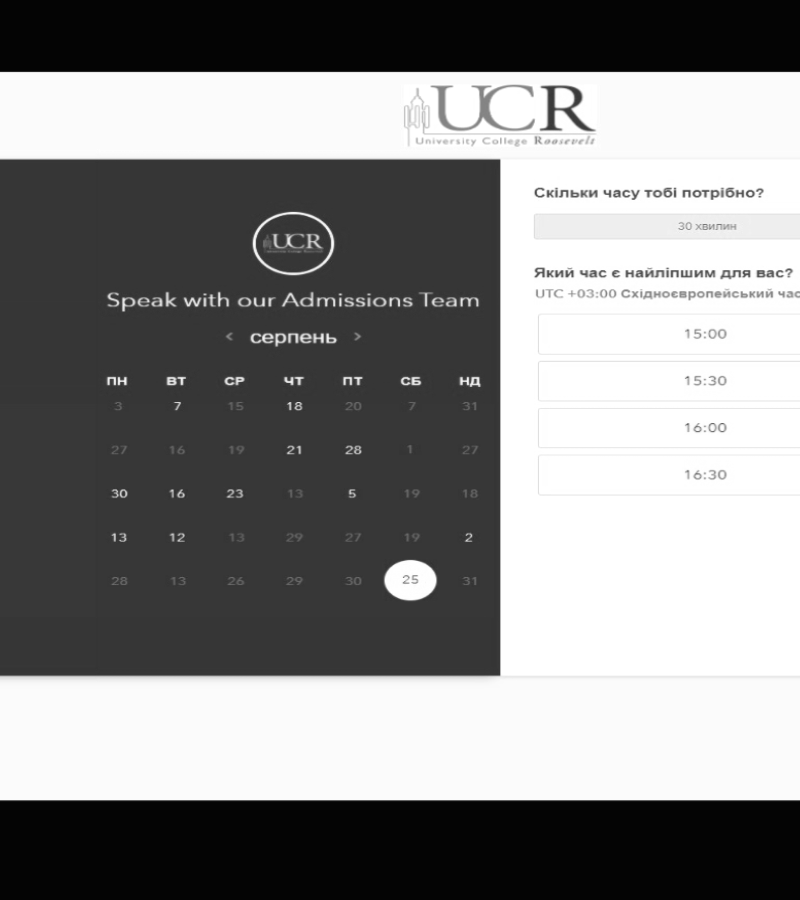 UCR
University College Roosevelt
UCR
Speak with our Admissions Team
< серпень >
ПН ВТ СР ЧТ ПТ СБ НД
3 7 15 18 20 7 31
27 16 19 21 28 1 27
30 16 23 13 5 19 18
13 12 13 29 27 19 2
28 13 26 29 30 25 31
Скільки часу тобі потрібно?
30 хвилин
Який час є найліпшим для вас?
UTC +03:00 Східноєвропейський час
15:00
15:30
16:00
16:30